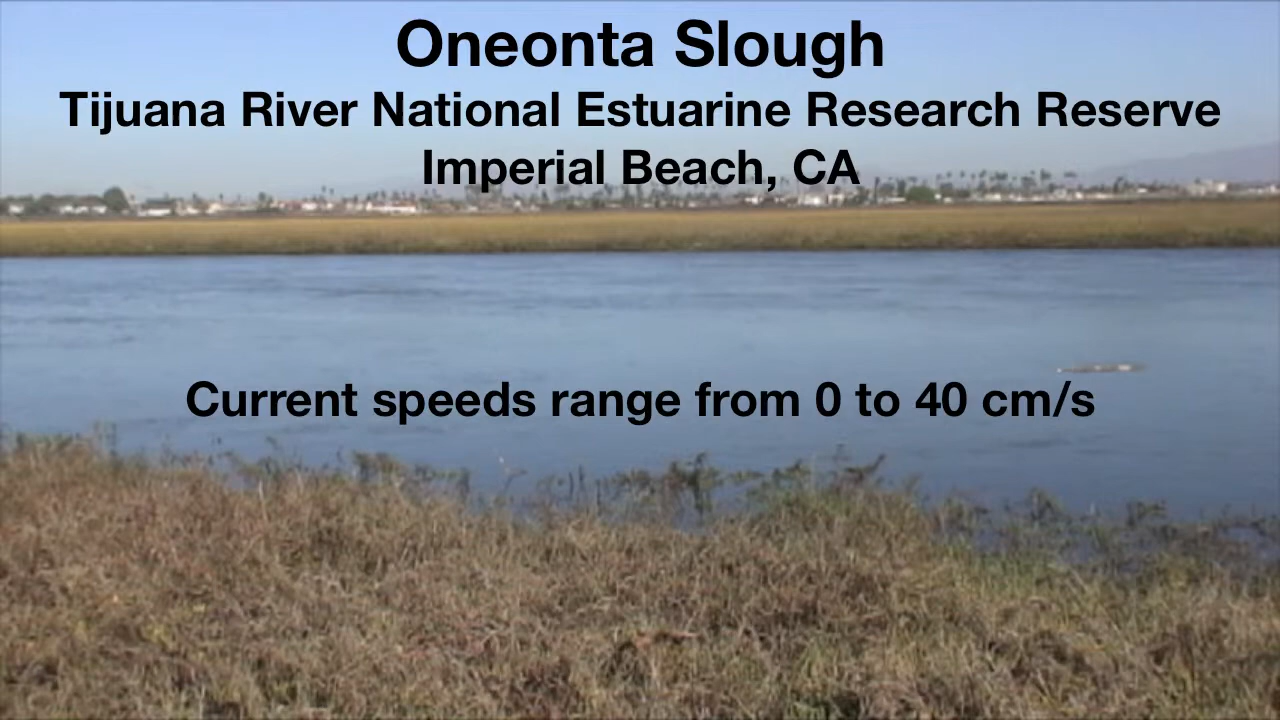 Oneonta Slough
Tijuana River National Estuarine Research Reserve
Imperial Beach, CA
Current speeds range from 0 to 40 cm/s